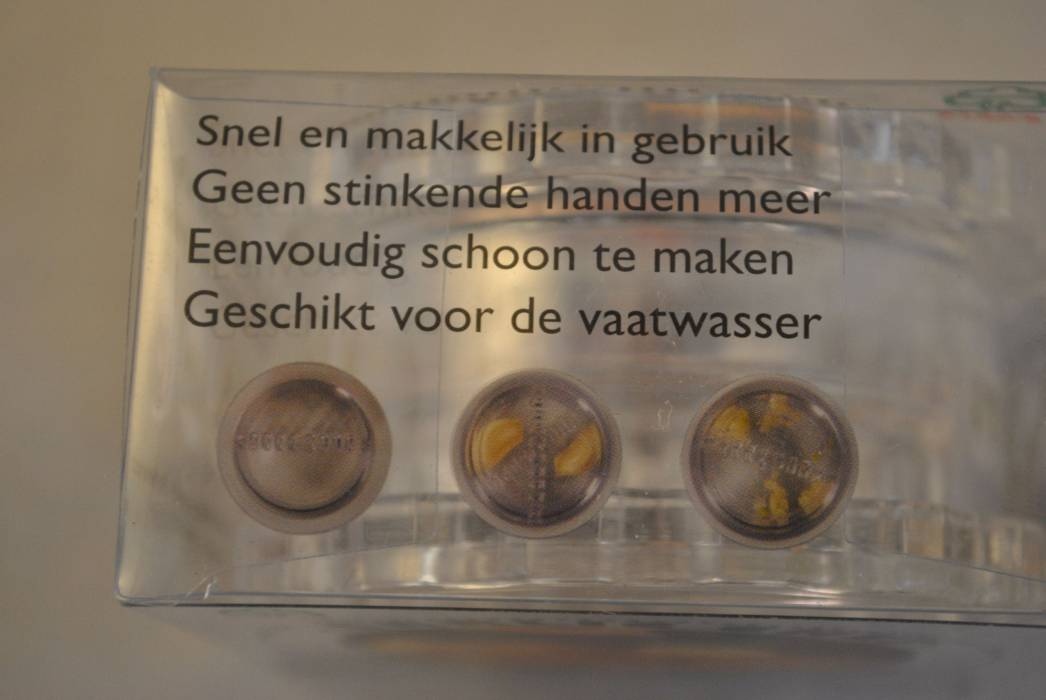 Snel en makkelijk in gebruik
Geen stinkende handen meer
Eenvoudig schoon te maken
Geschikt voor de vaatwasser